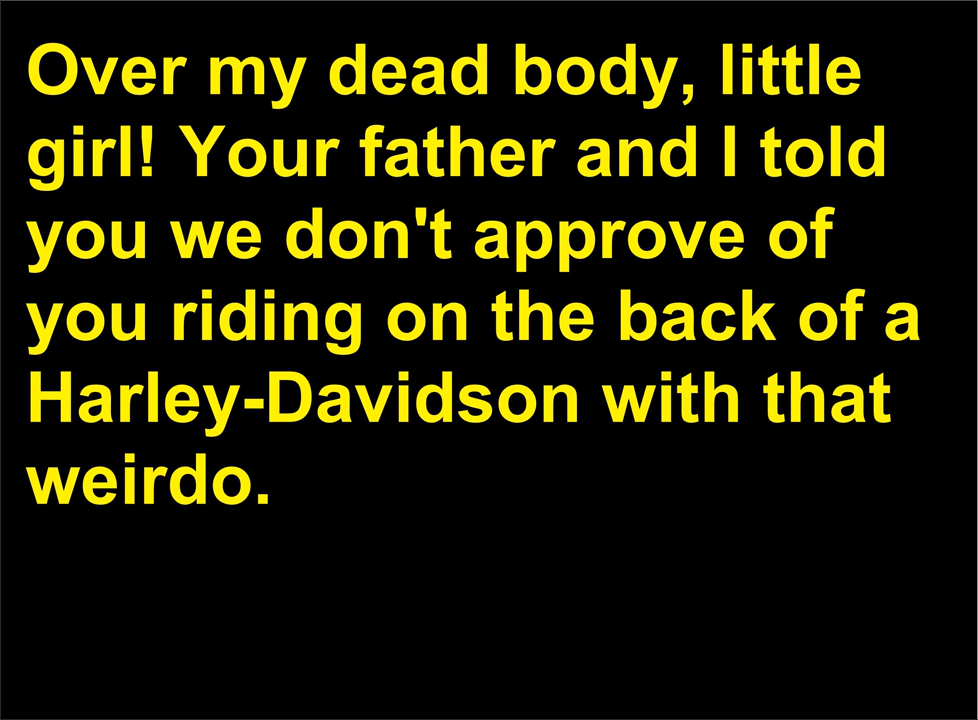 Over my dead body, little
girl! Your father and I told
you we don't approve of
you riding on the back of a
Harley-Davidson with that
weirdo.